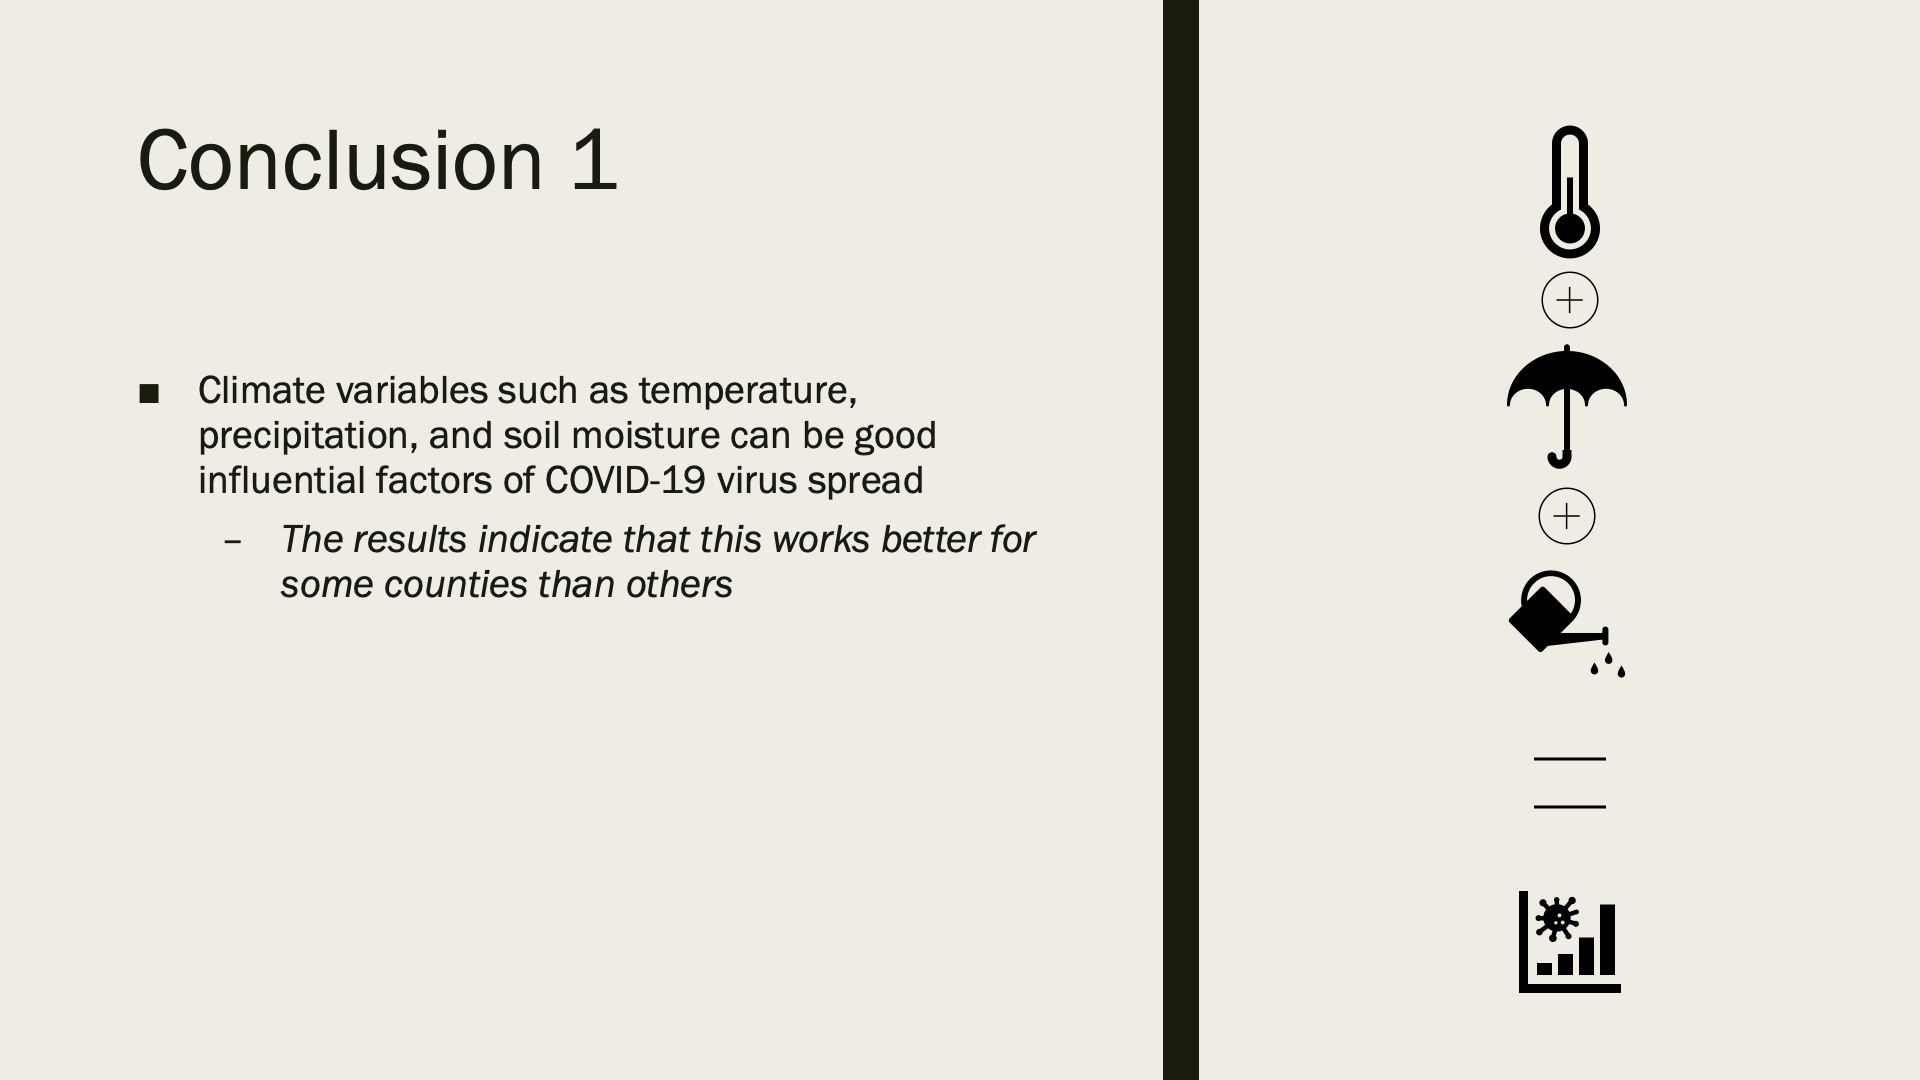 Conclusion 1
■ Climate variables such as temperature,
precipitation, and soil moisture can be good
influential factors of COVID-19 virus spread
– The results indicate that this works better for
some counties than others